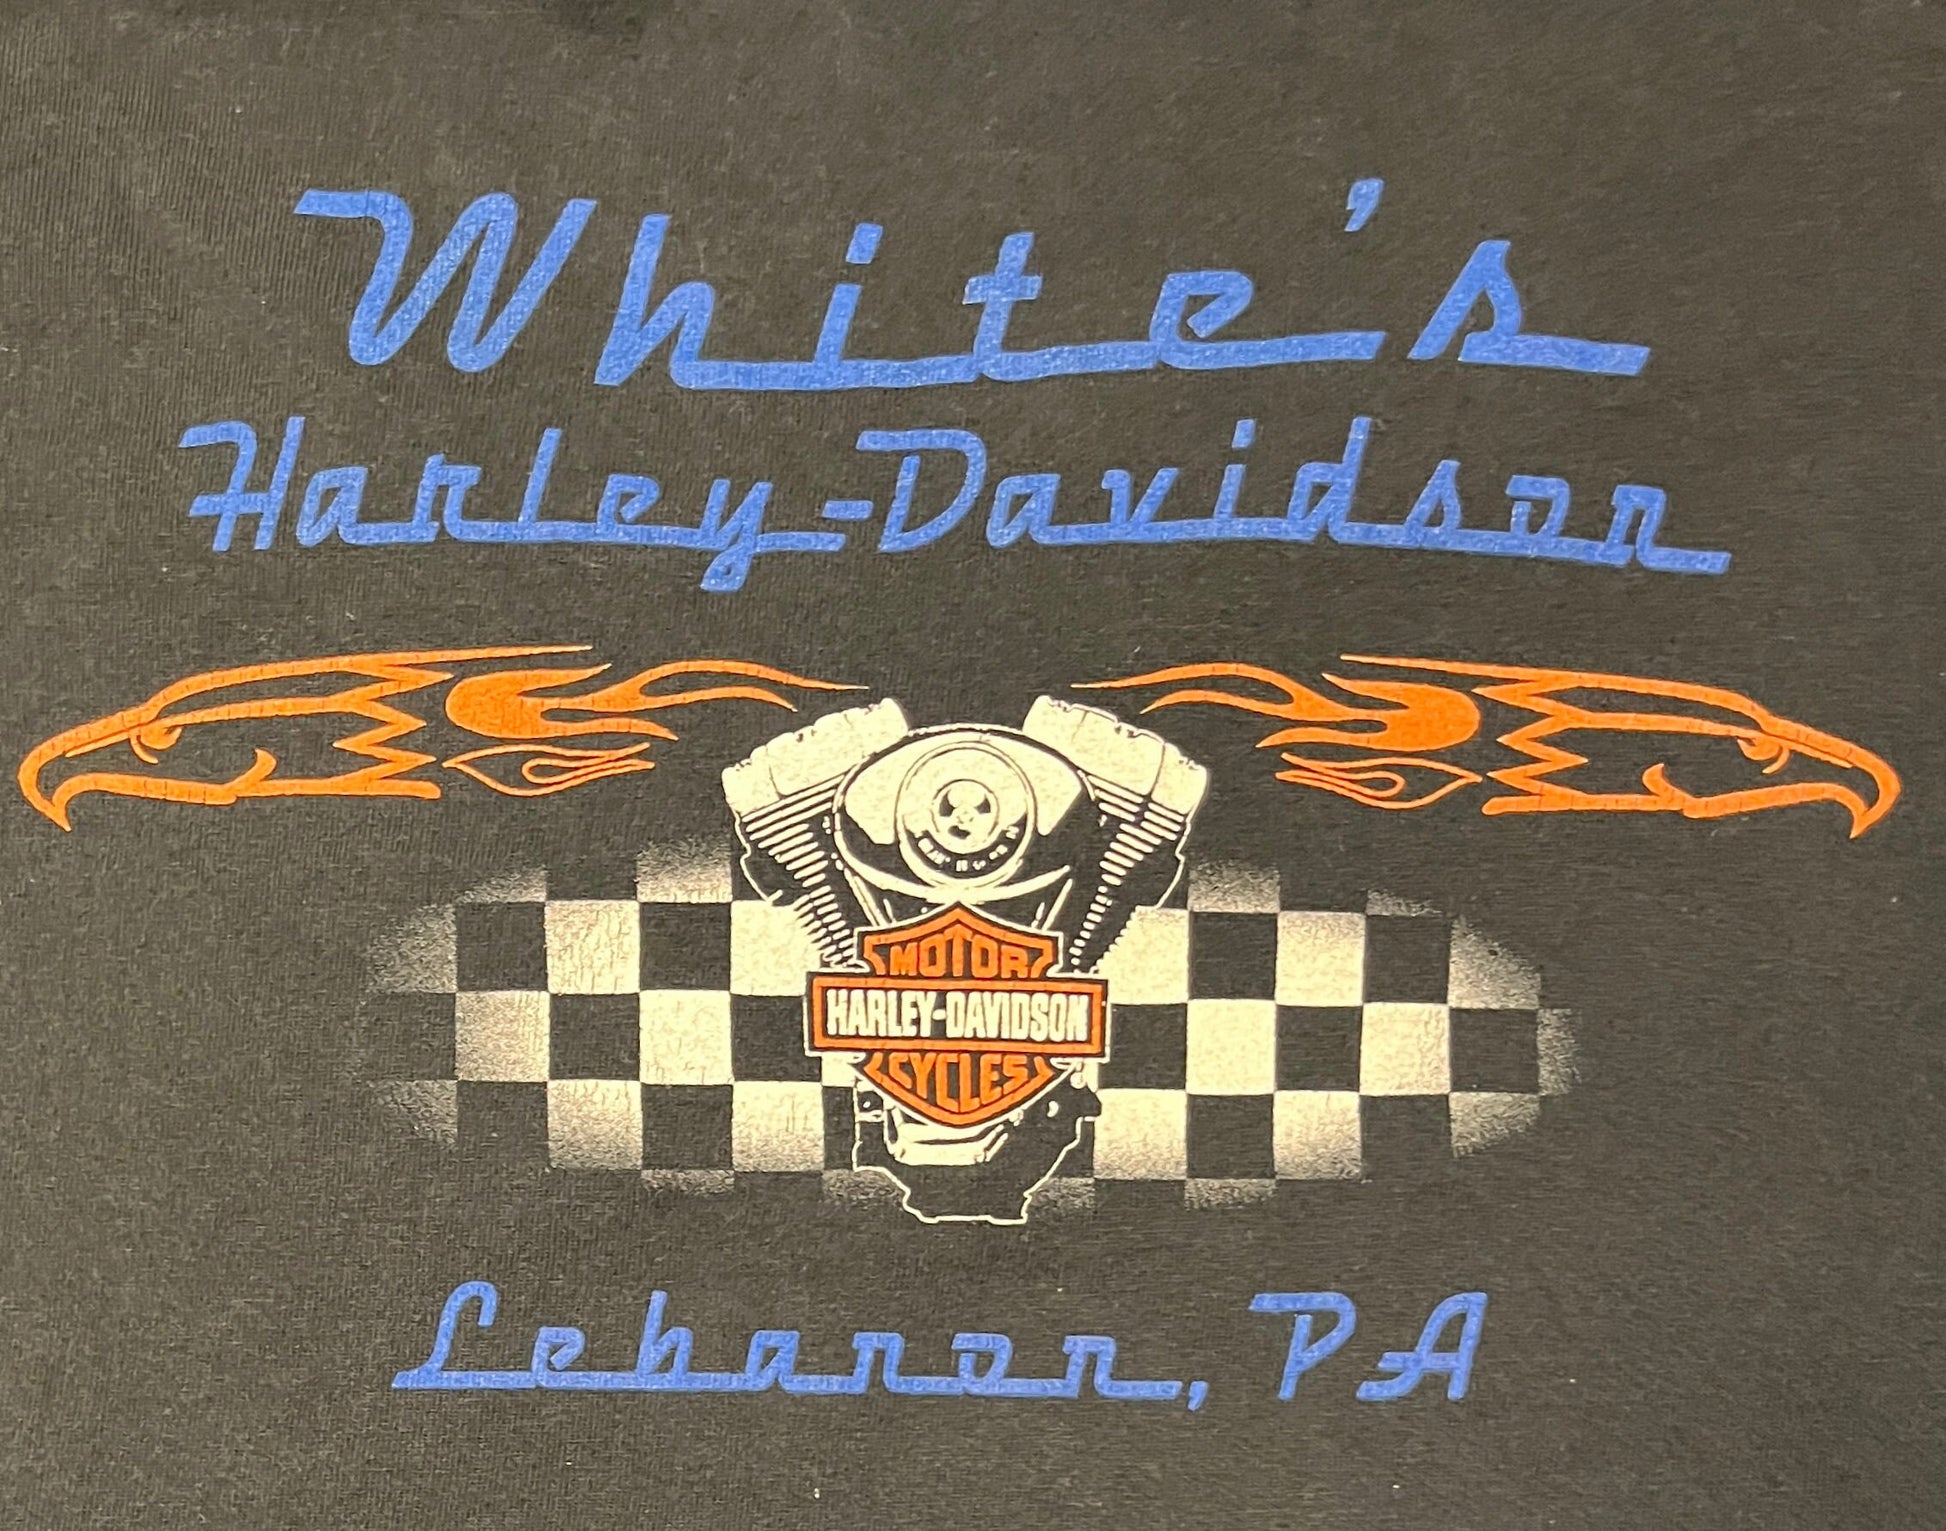 White's
Harley-Davidson
MOTOR
HARLEY-DAVIDSON
CYCLES
Lebanon, PA